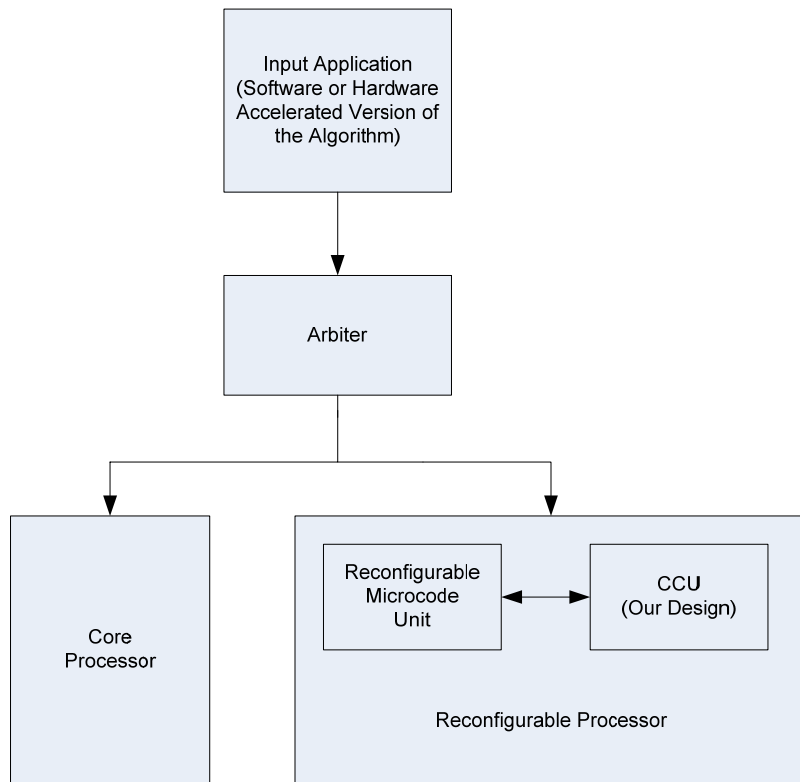 Input Application
(Software or Hardware
Accelerated Version of
the Algorithm)
Arbiter
Core
Processor
Reconfigurable
Microcode
Unit
CCU
(Our Design)
Reconfigurable Processor